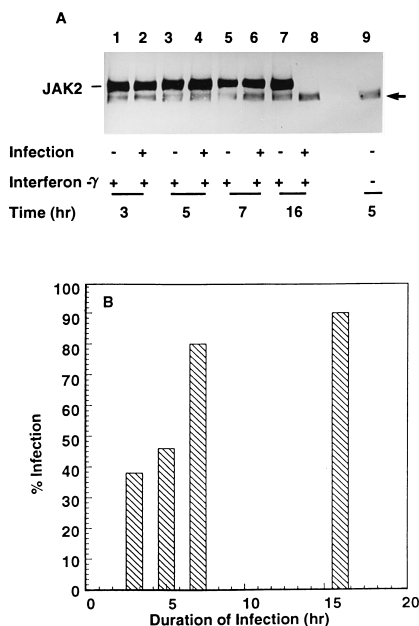 A
1 2 3 4 5 6 7 8 9
JAK2
Infection - + - + - + - + -
Interferon -γ + + + + + + + + -
Time (hr) 3 5 7 16 5
B
100
90
80
70
60
50
40
30
20
10
0
% Infection
0 5 10 15 20
Duration of Infection (hr)